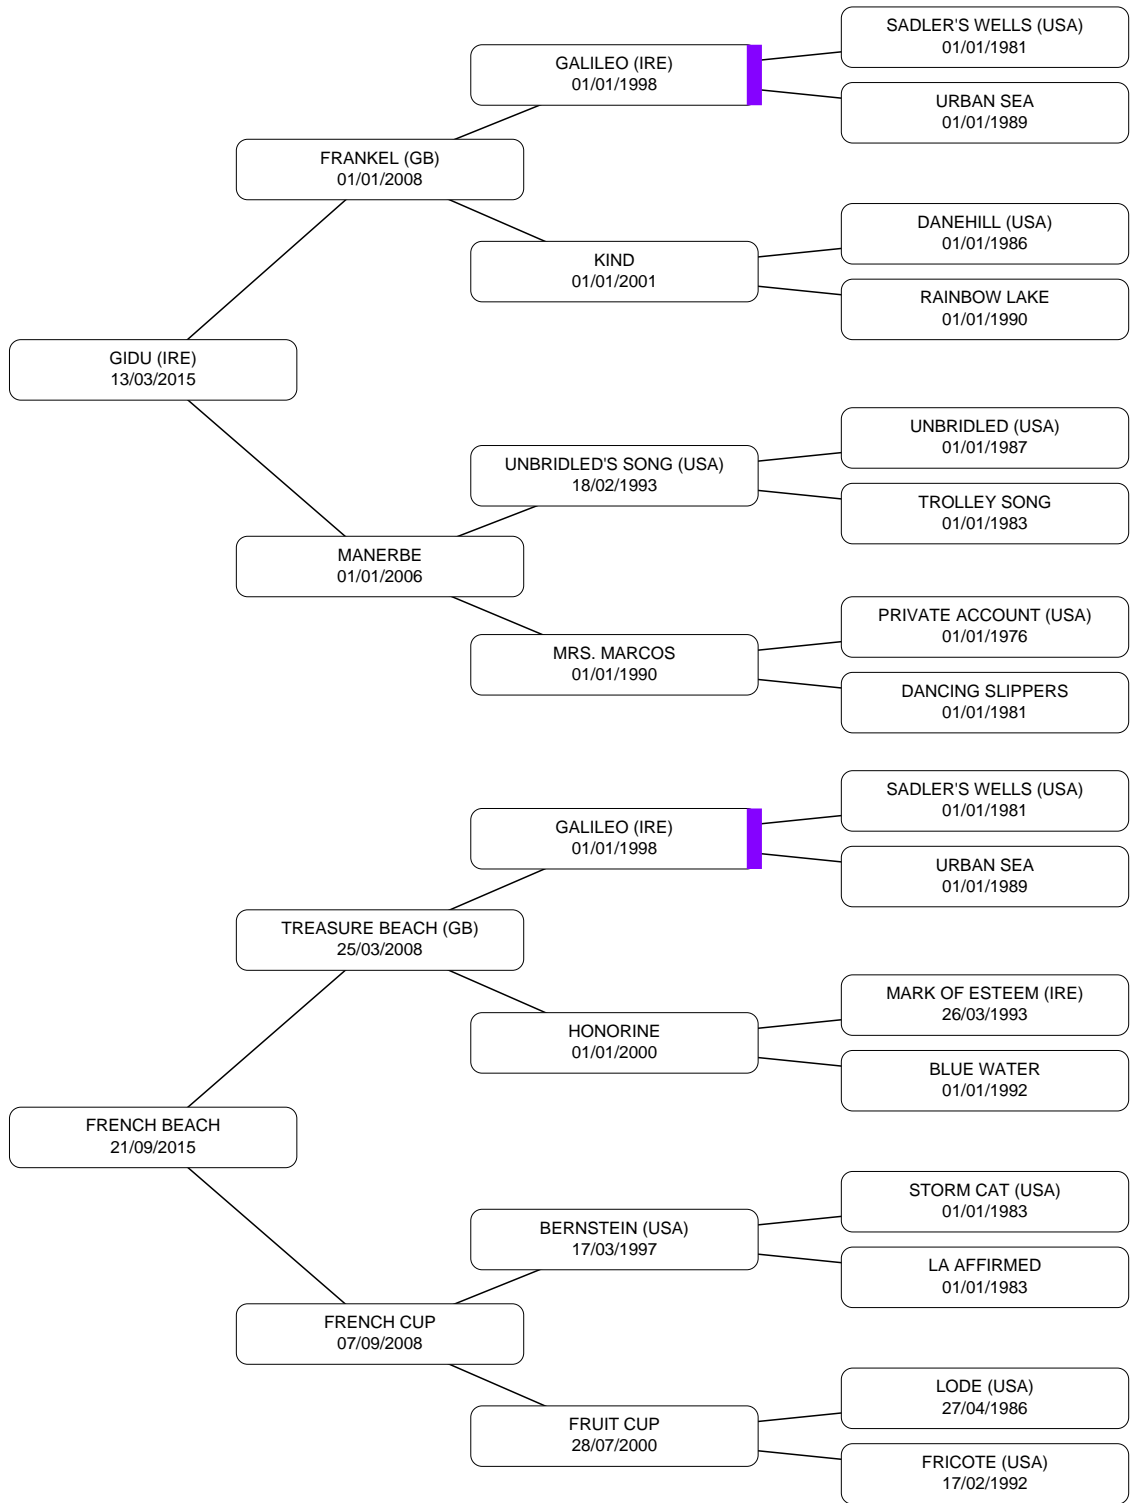 SADLER'S WELLS (USA)
01/01/1981
GALILEO (IRE)
01/01/1998
URBAN SEA
01/01/1989
FRANKEL (GB)
01/01/2008
DANEHILL (USA)
01/01/1986
KIND
01/01/2001
RAINBOW LAKE
01/01/1990
GIDU (IRE)
13/03/2015
UNBRIDLED (USA)
01/01/1987
UNBRIDLED'S SONG (USA)
18/02/1993
TROLLEY SONG
01/01/1983
MANERBE
01/01/2006
PRIVATE ACCOUNT (USA)
01/01/1976
MRS. MARCOS
01/01/1990
DANCING SLIPPERS
01/01/1981
SADLER'S WELLS (USA)
01/01/1981
GALILEO (IRE)
01/01/1998
URBAN SEA
01/01/1989
TREASURE BEACH (GB)
25/03/2008
MARK OF ESTEEM (IRE)
26/03/1993
HONORINE
01/01/2000
BLUE WATER
01/01/1992
FRENCH BEACH
21/09/2015
STORM CAT (USA)
01/01/1983
BERNSTEIN (USA)
17/03/1997
LA AFFIRMED
01/01/1983
FRENCH CUP
07/09/2008
LODE (USA)
27/04/1986
FRUIT CUP
28/07/2000
FRICOTE (USA)
17/02/1992